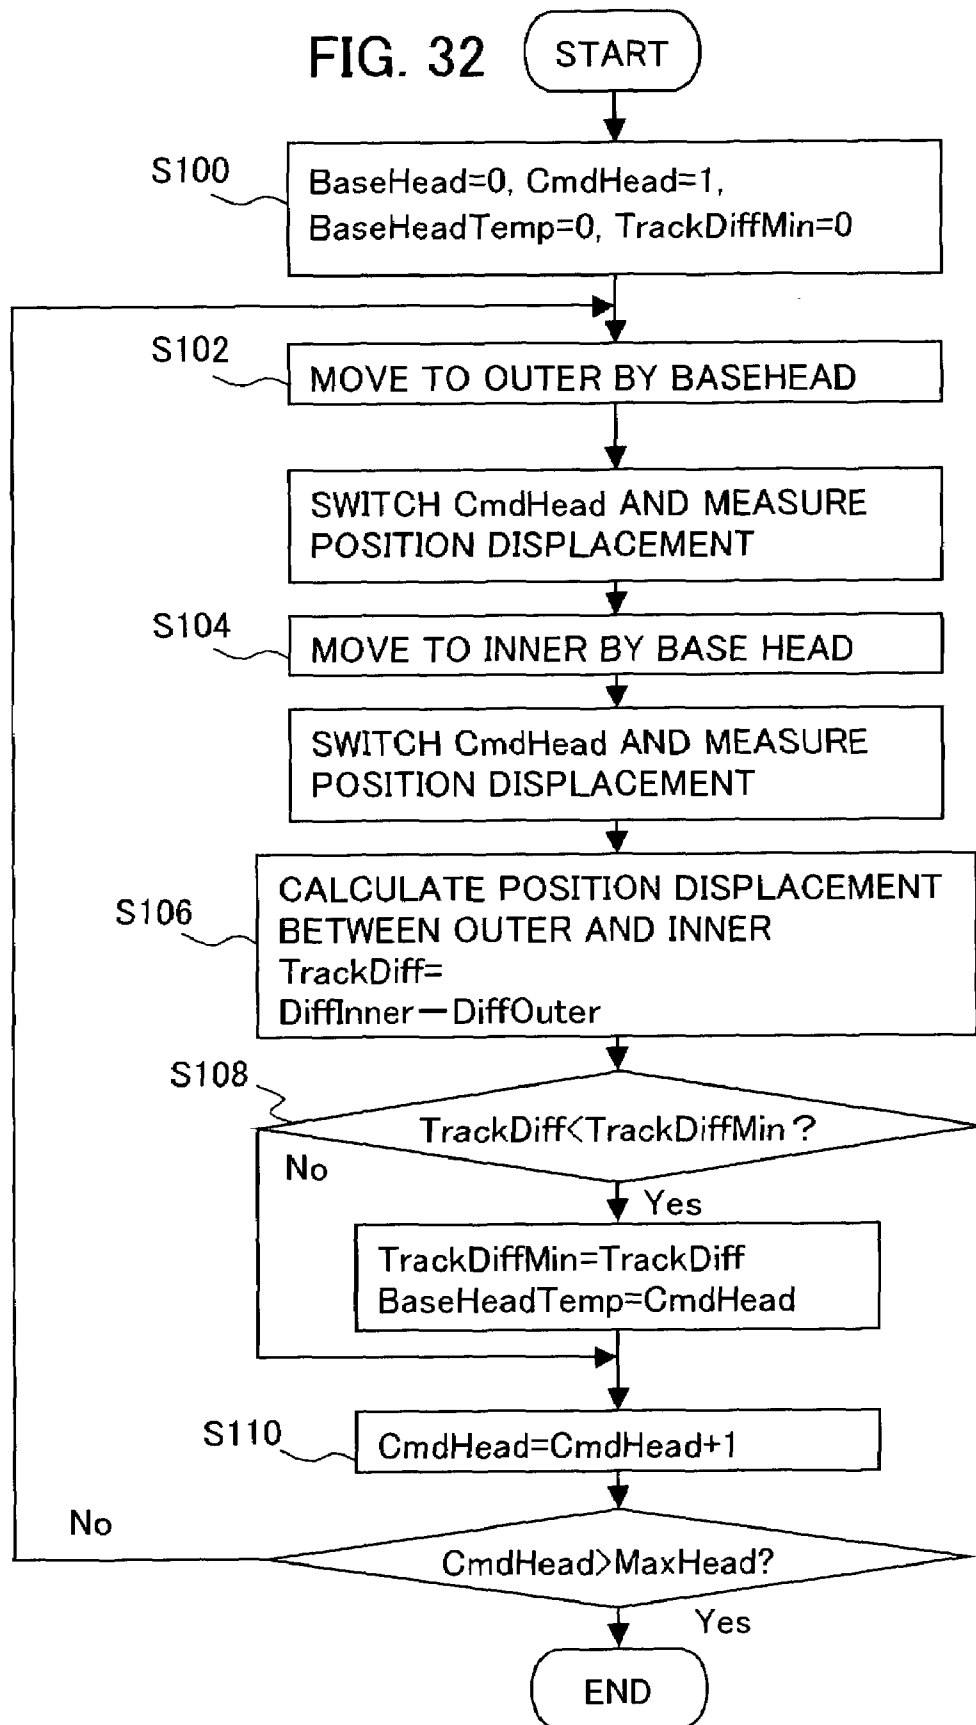 FIG. 32
START
S100
BaseHead=0, CmdHead=1,
BaseHeadTemp=0, TrackDiffMin=0
S102
MOVE TO OUTER BY BASEHEAD
SWITCH CmdHead AND MEASURE
POSITION DISPLACEMENT
S104
MOVE TO INNER BY BASE HEAD
SWITCH CmdHead AND MEASURE
POSITION DISPLACEMENT
S106
CALCULATE POSITION DISPLACEMENT
BETWEEN OUTER AND INNER
TrackDiff=
DiffInner－DiffOuter
S108
TrackDiff<TrackDiffMin？
No
Yes
TrackDiffMin=TrackDiff
BaseHeadTemp=CmdHead
S110
CmdHead=CmdHead+1
No
CmdHead>MaxHead?
Yes
END